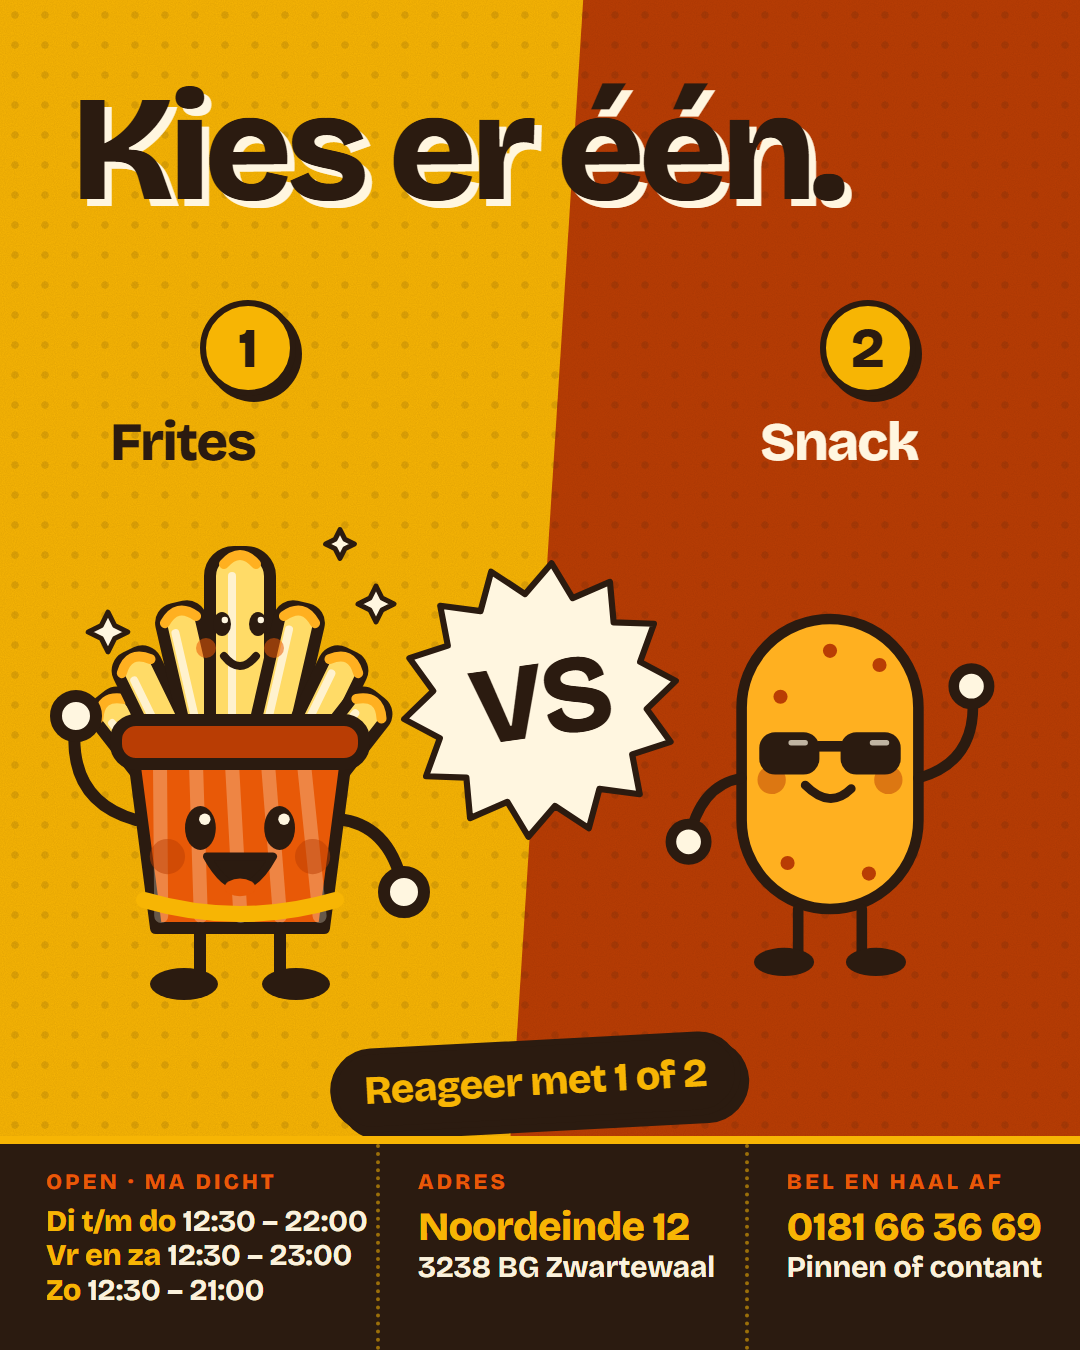 Kies er één.
1
Frites
2
Snack
VS
Reageer met 1 of 2
OPEN · MA DICHT
Di t/m do 12:30 – 22:00
Vr en za 12:30 – 23:00
Zo 12:30 – 21:00
ADRES
Noordeinde 12
3238 BG Zwartewaal
BEL EN HAAL AF
0181 66 36 69
Pinnen of contant